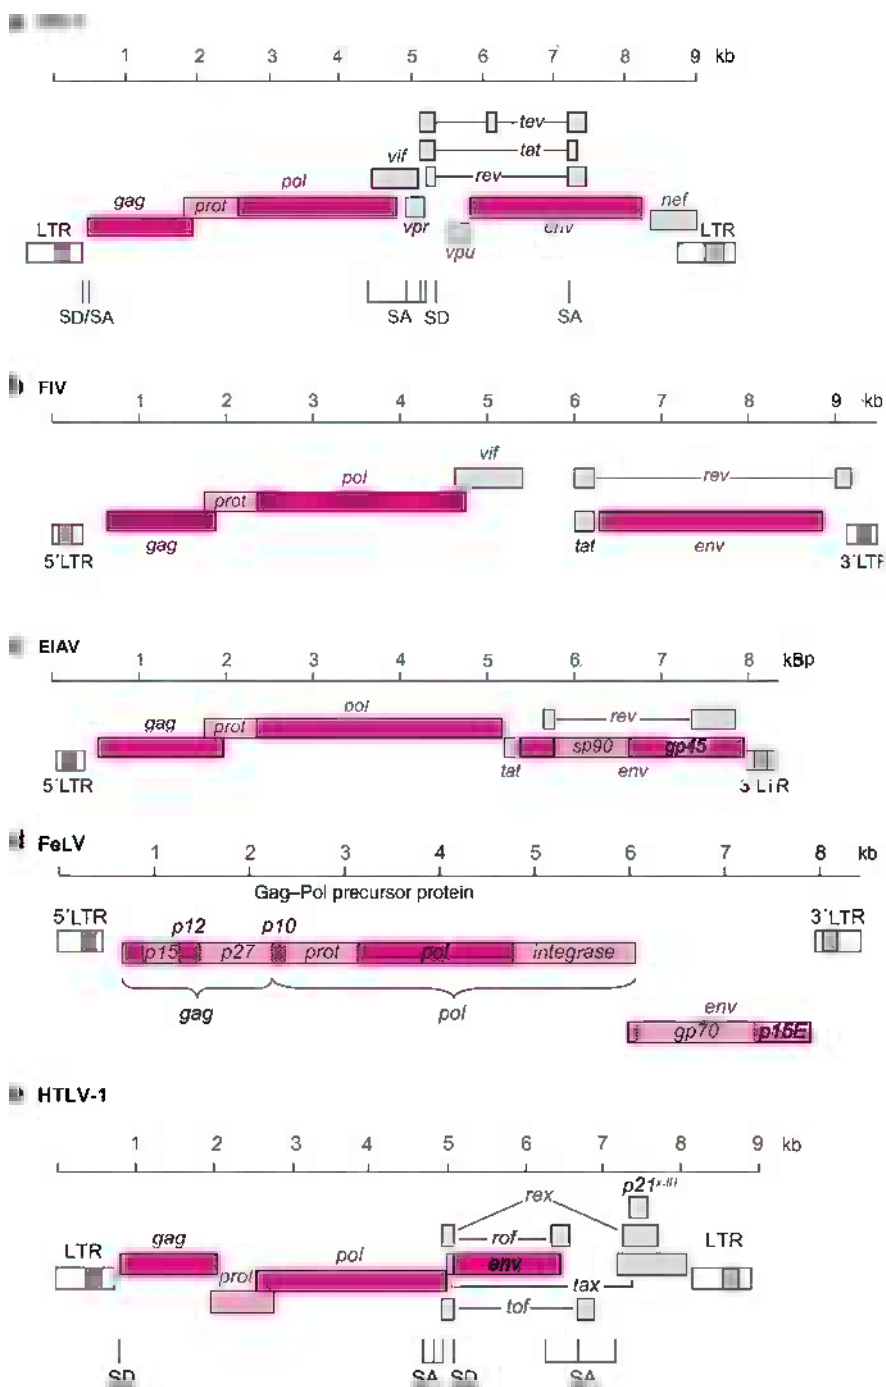 1 2 3 4 5 6 7 8 9 kb
tev
vif tat
pol rev
gag prot nef
LTR vpr env LTR
vpu
SD/SA SA SD SA
FIV
1 2 3 4 5 6 7 8 9 kb
vif
pol rev
prot
gag tat env
5'LTR 3'LTR
EIAV
1 2 3 4 5 6 7 8
pol
gag prot rev
sp90 gp45
tat env
5'LTR 3'LTR
FeLV
1 2 3 4 5 6 7 8 kb
Gag–Pol precursor protein
5'LTR p12 p10 3'LTR
p15 p27 prot pol integrase
gag pol env
gp70 p15E
HTLV-1
1 2 3 4 5 6 7 8 9 kb
rex p21
gag rof
LTR pol env LTR
prot tax
tof
SD SA SD SA